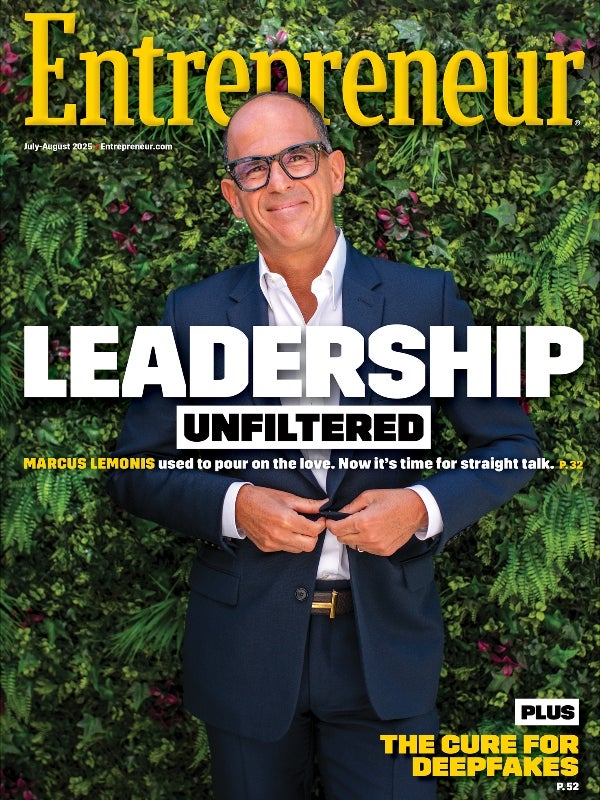 Entrepreneur®
July-August 2025 Entrepreneur.com
LEADERSHIP
UNFILTERED
MARCUS LEMONIS used to pour on the love. Now it's time for straight talk. P. 32
PLUS
THE CURE FOR
DEEPFAKES
P. 52